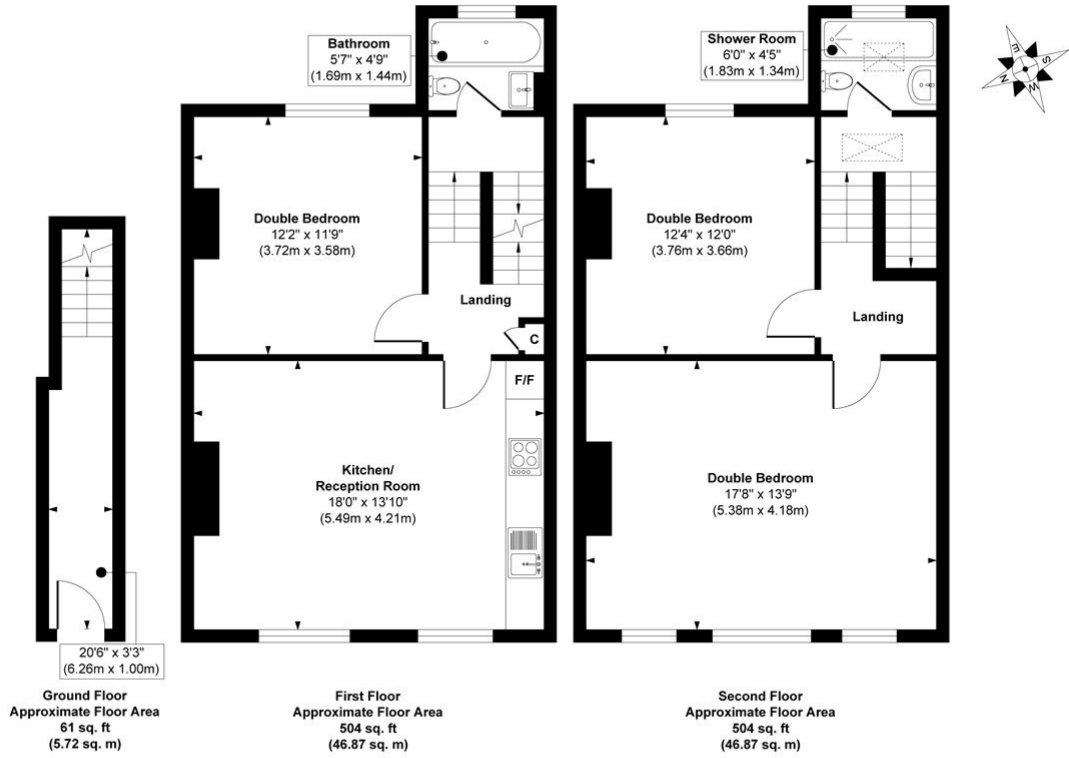 Bathroom
5'7" x 4'9"
(1.69m x 1.44m)
Shower Room
6'0" x 4'5"
(1.83m x 1.34m)
E
S
N
W
Double Bedroom
12'2" x 11'9"
(3.72m x 3.58m)
Landing
C
Double Bedroom
12'4" x 12'0"
(3.76m x 3.66m)
Landing
F/F
Kitchen/
Reception Room
18'0" x 13'10"
(5.49m x 4.21m)
Double Bedroom
17'8" x 13'9"
(5.38m x 4.18m)
20'6" x 3'3"
(6.26m x 1.00m)
Ground Floor
Approximate Floor Area
61 sq. ft
(5.72 sq. m)
First Floor
Approximate Floor Area
504 sq. ft
(46.87 sq. m)
Second Floor
Approximate Floor Area
504 sq. ft
(46.87 sq. m)